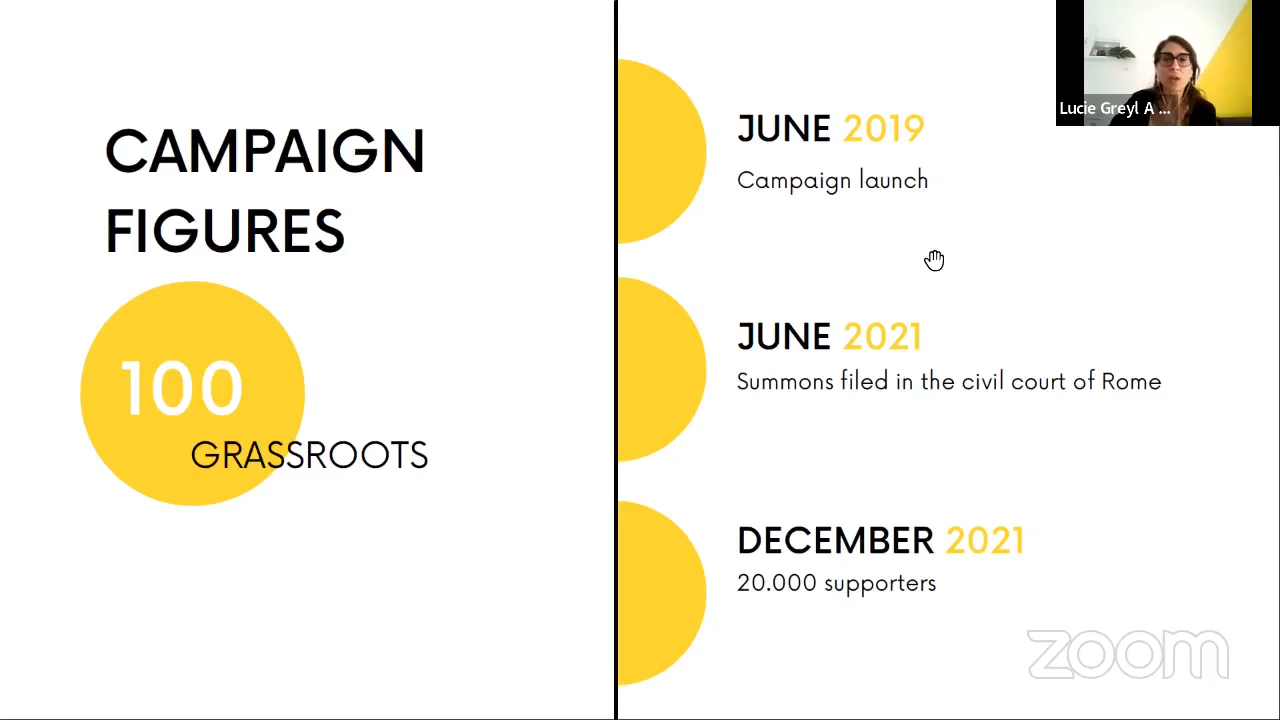 CAMPAIGN
FIGURES
100
GRASSROOTS
JUNE 2019
Campaign launch
JUNE 2021
Summons filed in the civil court of Rome
DECEMBER 2021
20.000 supporters
Lucie Greyl A ...
zoom